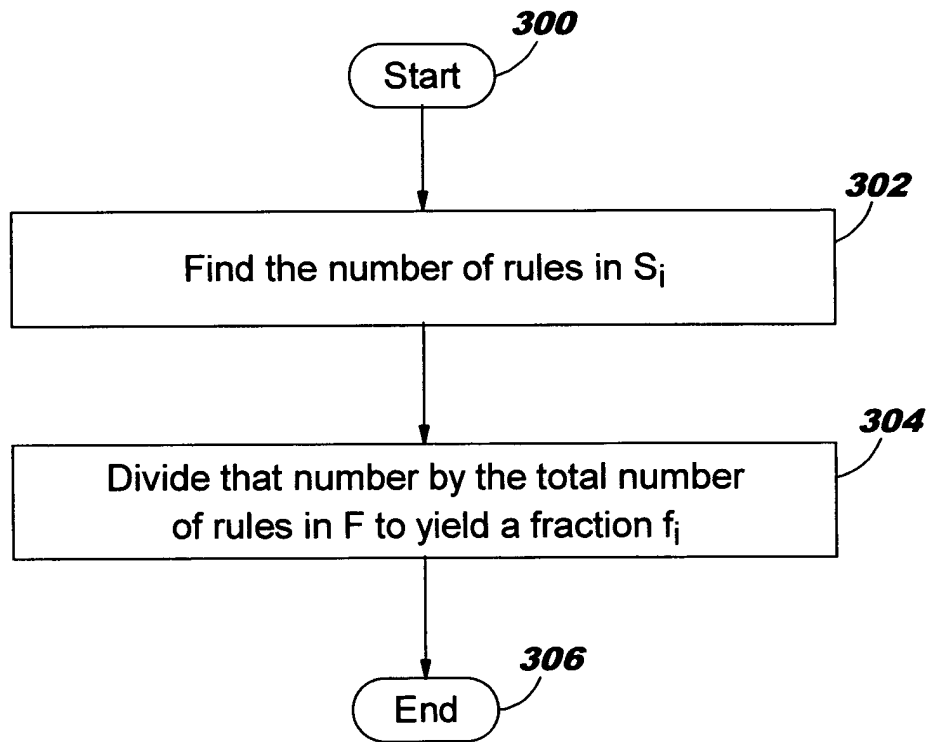 300
Start
302
Find the number of rules in Si
304
Divide that number by the total number
of rules in F to yield a fraction fi
306
End